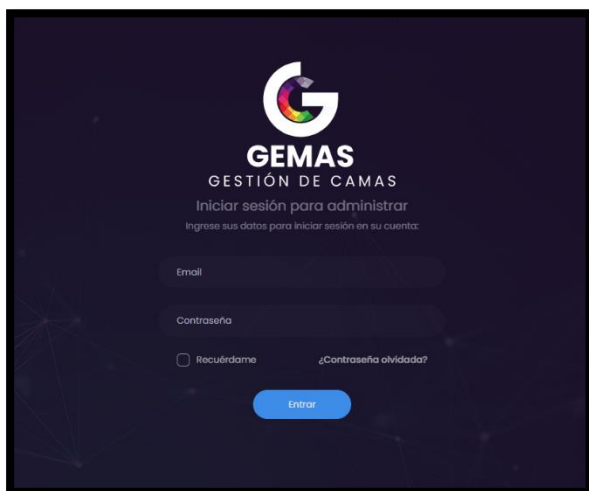 GEMAS
GESTIÓN DE CAMAS
Iniciar sesión para administrar
Ingrese sus datos para iniciar sesión en su cuenta:
Email
Contraseña
Recuérdame ¿Contraseña olvidada?
Entrar